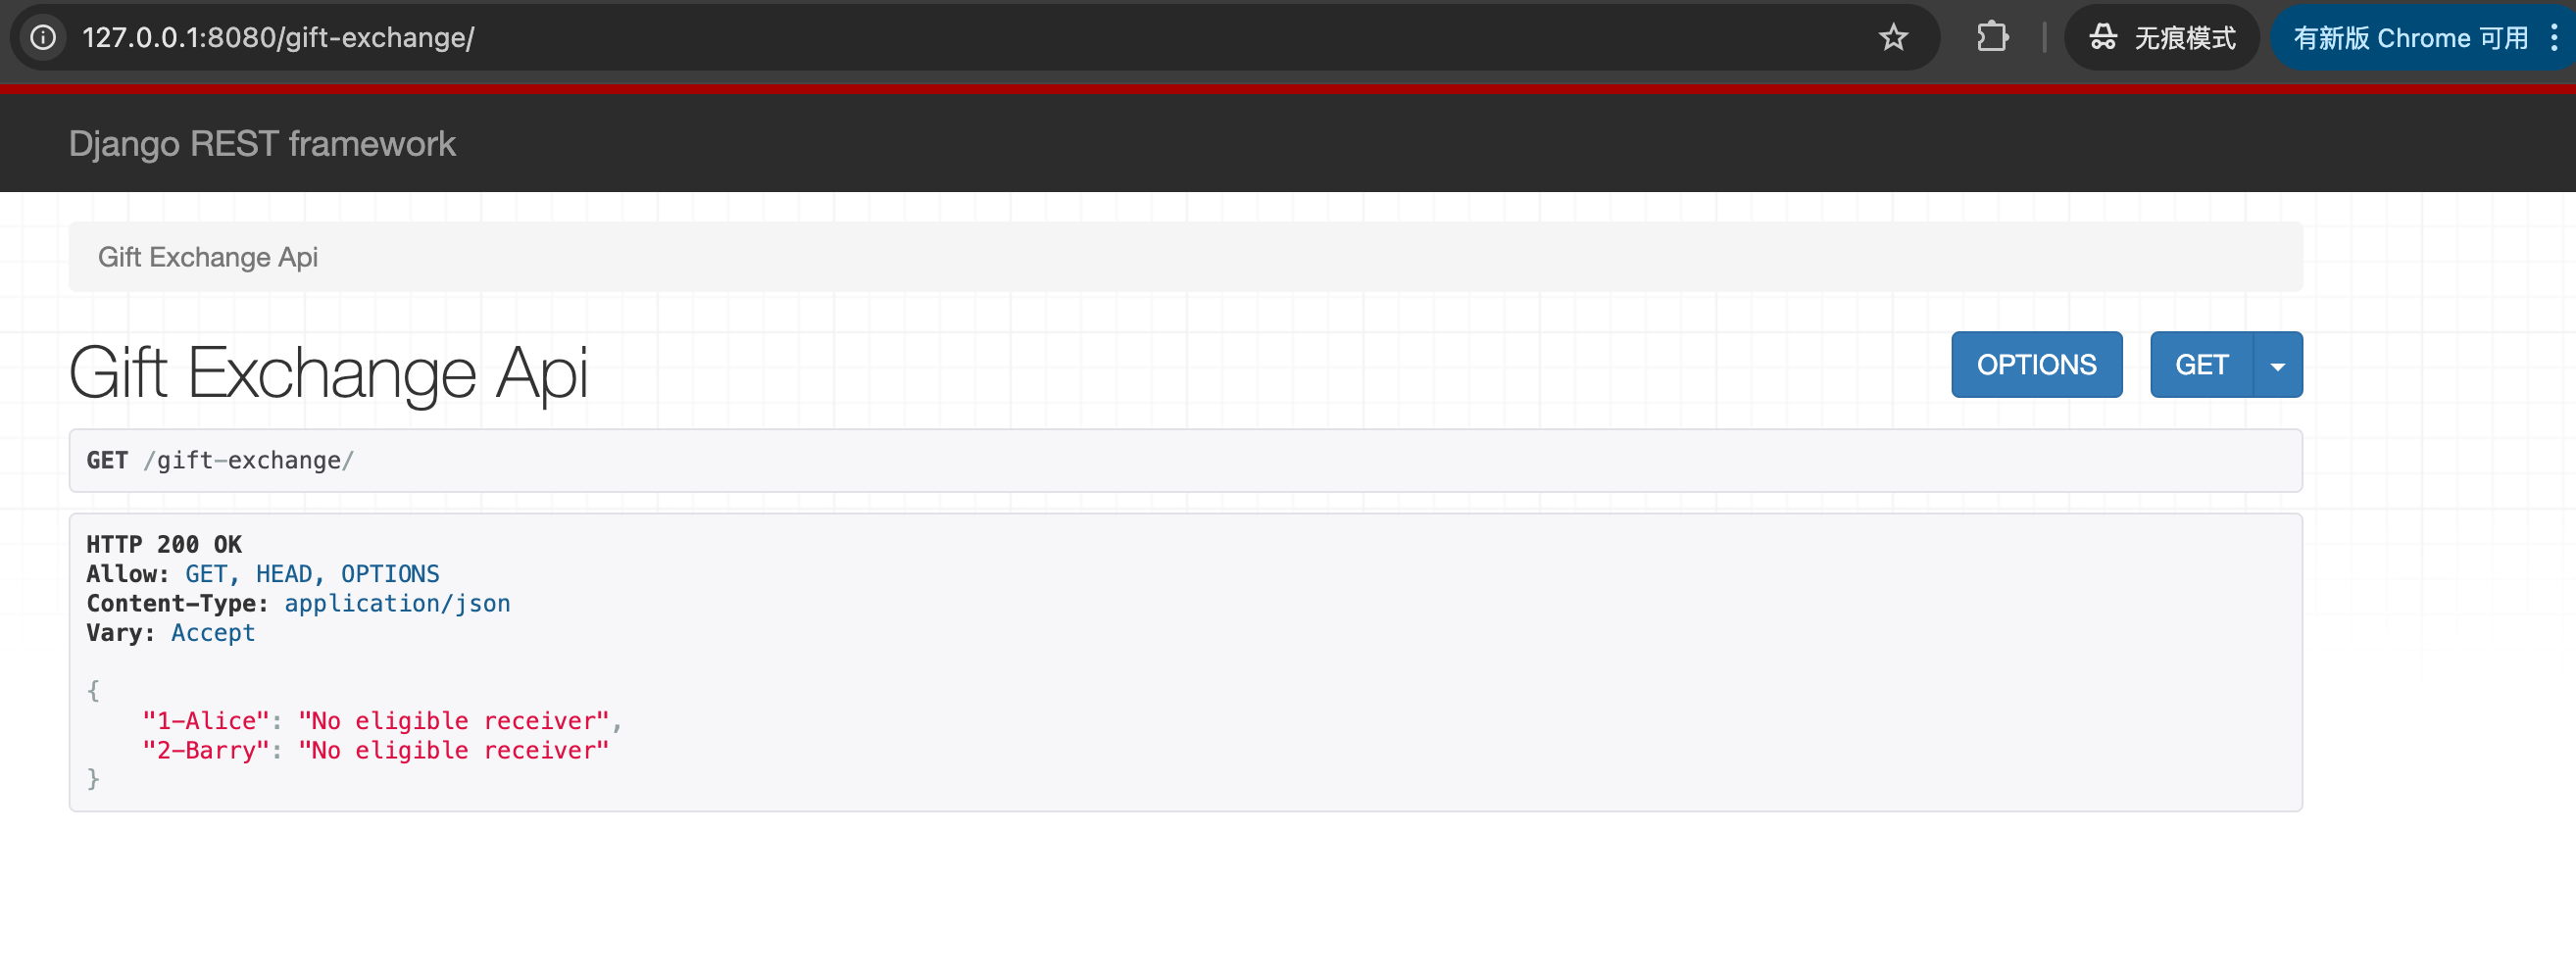 127.0.0.1:8080/gift-exchange/
无痕模式
有新版 Chrome 可用
Django REST framework
Gift Exchange Api
Gift Exchange Api
OPTIONS
GET
GET /gift-exchange/
HTTP 200 OK
Allow: GET, HEAD, OPTIONS
Content-Type: application/json
Vary: Accept
{
    "1-Alice": "No eligible receiver",
    "2-Barry": "No eligible receiver"
}